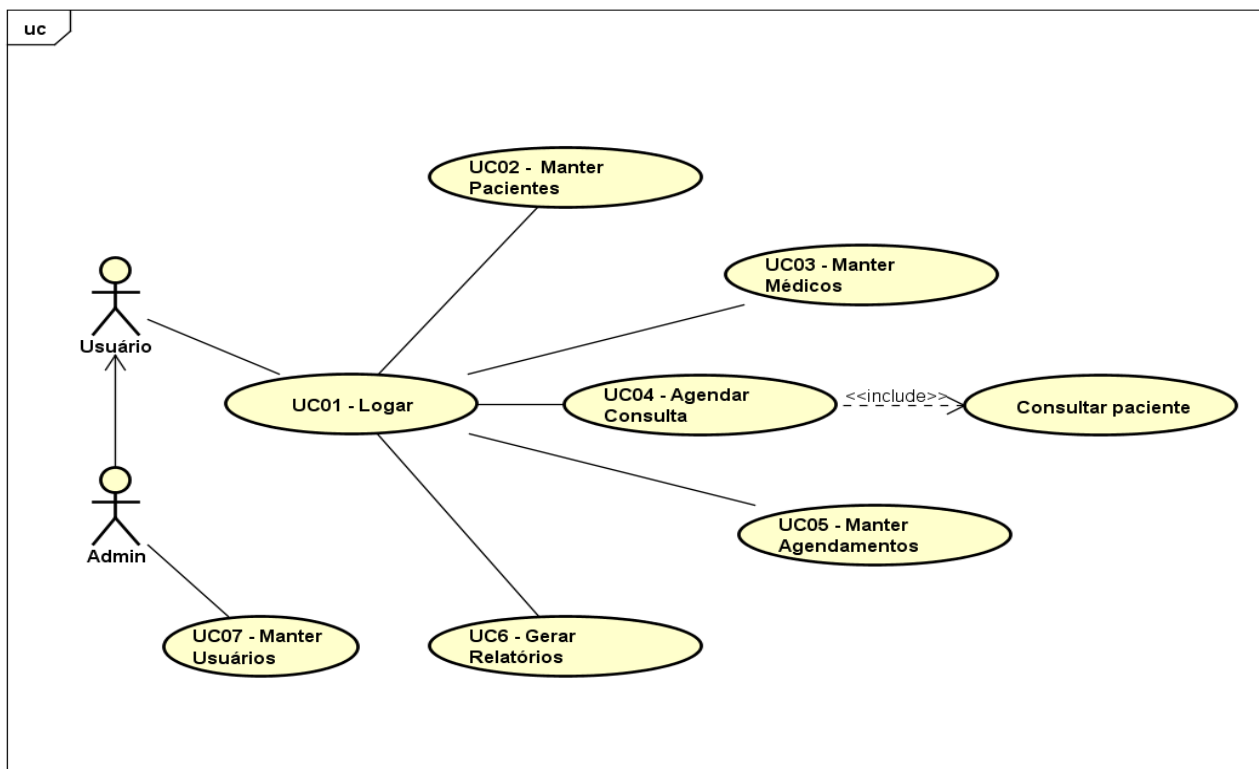 uc
UC02 - Manter
Pacientes
UC03 - Manter
Médicos
Usuário
UC01 - Logar
UC04 - Agendar
Consulta
<<include>>
Consultar paciente
UC05 - Manter
Agendamentos
Admin
UC07 - Manter
Usuários
UC6 - Gerar
Relatórios